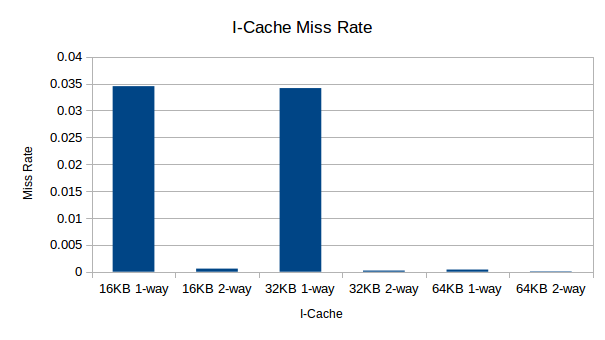 I-Cache Miss Rate
0.04
0.035
0.03
0.025
0.02
0.015
0.01
0.005
0
Miss Rate
16KB 1-way 16KB 2-way 32KB 1-way 32KB 2-way 64KB 1-way 64KB 2-way
I-Cache